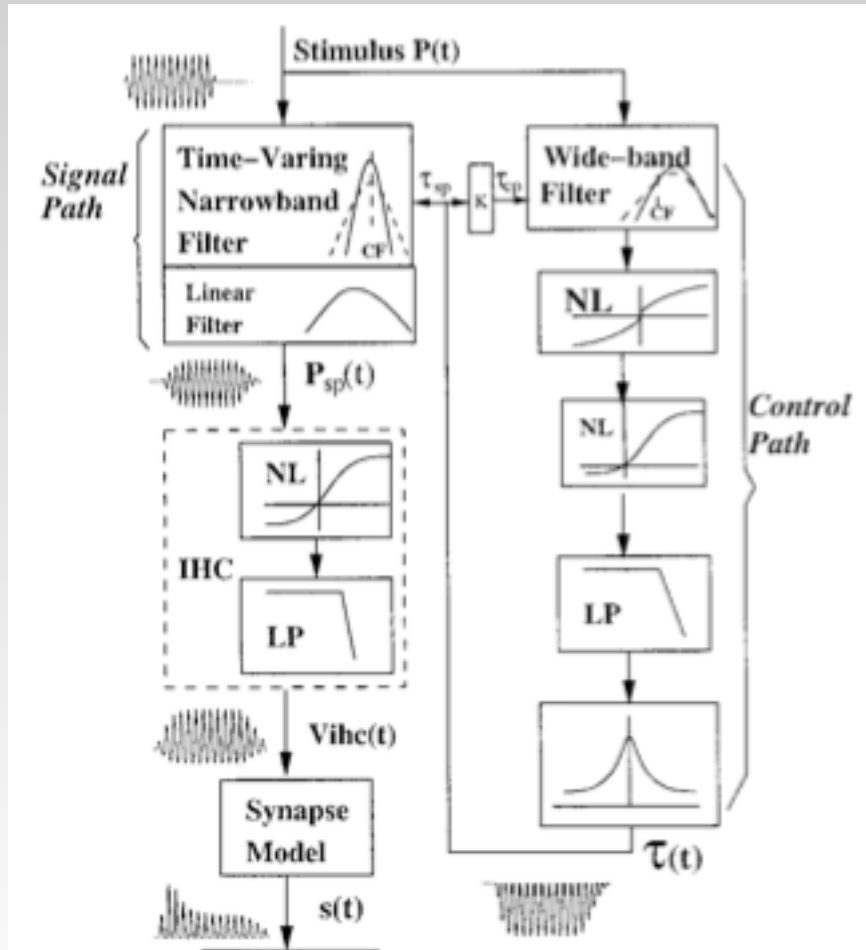 Stimulus P(t)
Signal
Path
Time-Varing
Narrowband
Filter
CF
Linear
Filter
τsp
K
τcp
Wide-band
Filter
CF
NL
NL
LP
τ(t)
Control
Path
Psp(t)
NL
IHC
LP
Vihc(t)
Synapse
Model
s(t)